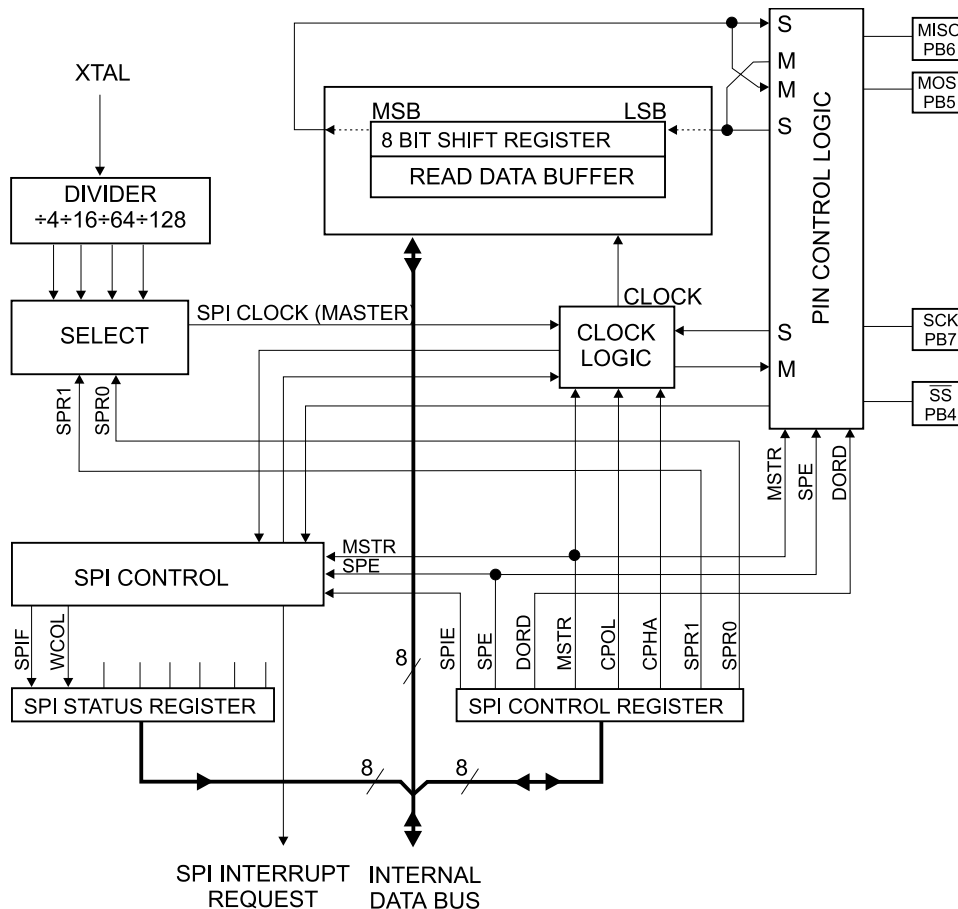 XTAL
DIVIDER
÷4÷16÷64÷128
SELECT
SPI CLOCK (MASTER)
SPR1
SPR0
MSB
LSB
8 BIT SHIFT REGISTER
READ DATA BUFFER
CLOCK
CLOCK
LOGIC
S
M
M
S
S
M
PIN CONTROL LOGIC
MISO
PB6
MOSI
PB5
SCK
PB7
SS
PB4
MSTR
SPE
DORD
SPI CONTROL
MSTR
SPE
SPIF
WCOL
SPI STATUS REGISTER
8
SPIE
SPE
DORD
MSTR
CPOL
CPHA
SPR1
SPR0
SPI CONTROL REGISTER
8
8
SPI INTERRUPT
REQUEST
INTERNAL
DATA BUS